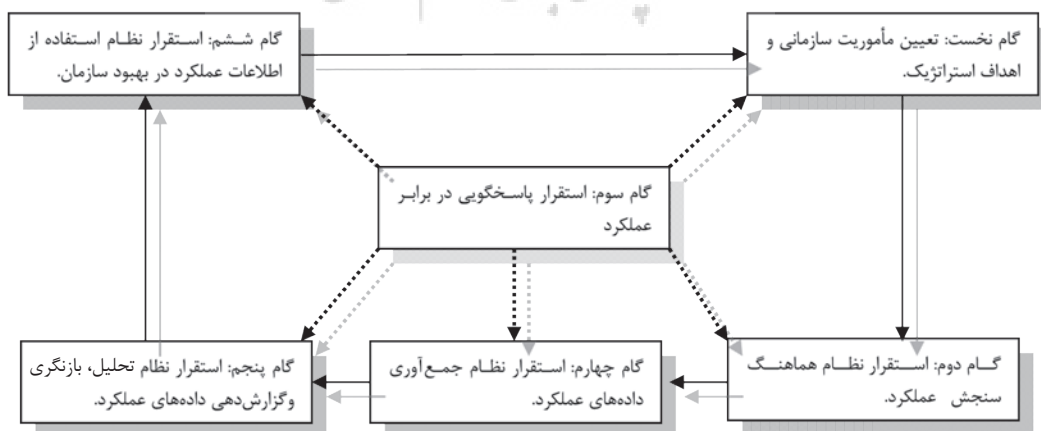 گام نخست: تعیین مأموریت سازمانی و
اهداف استراتژیک.
گام ششم: استقرار نظام استفاده از
اطلاعات عملکرد در بهبود سازمان.
گام سوم: استقرار پاسخگویی در برابر
عملکرد
گام دوم: استقرار نظام هماهنگ
سنجش عملکرد.
گام چهارم: استقرار نظام جمع‌آوری
داده‌های عملکرد.
گام پنجم: استقرار نظام تحلیل، بازنگری
وگزارش‌دهی داده‌های عملکرد.